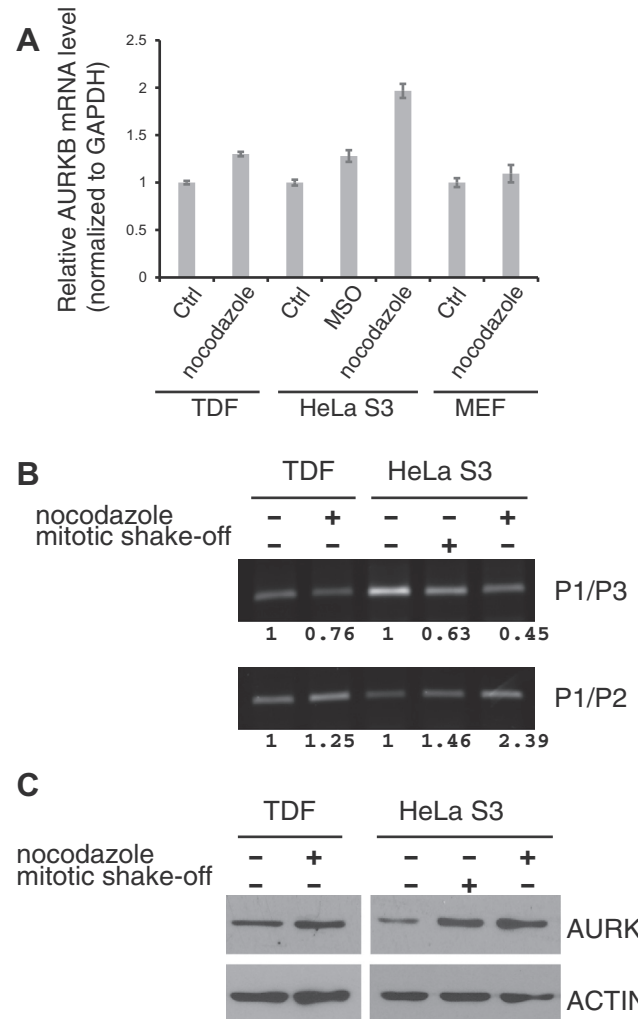 A
Relative AURKB mRNA level
(normalized to GAPDH)
2.5
2
1.5
1
0.5
0
Ctrl
nocodazole
Ctrl
MSO
nocodazole
Ctrl
nocodazole
TDF
HeLa S3
MEF
B
TDF
HeLa S3
nocodazole - + - - +
mitotic shake-off - - - + -
P1/P3
1 0.76 1 0.63 0.45
P1/P2
1 1.25 1 1.46 2.39
C
TDF
HeLa S3
nocodazole - + - - +
mitotic shake-off - - - + -
AURK
ACTIN